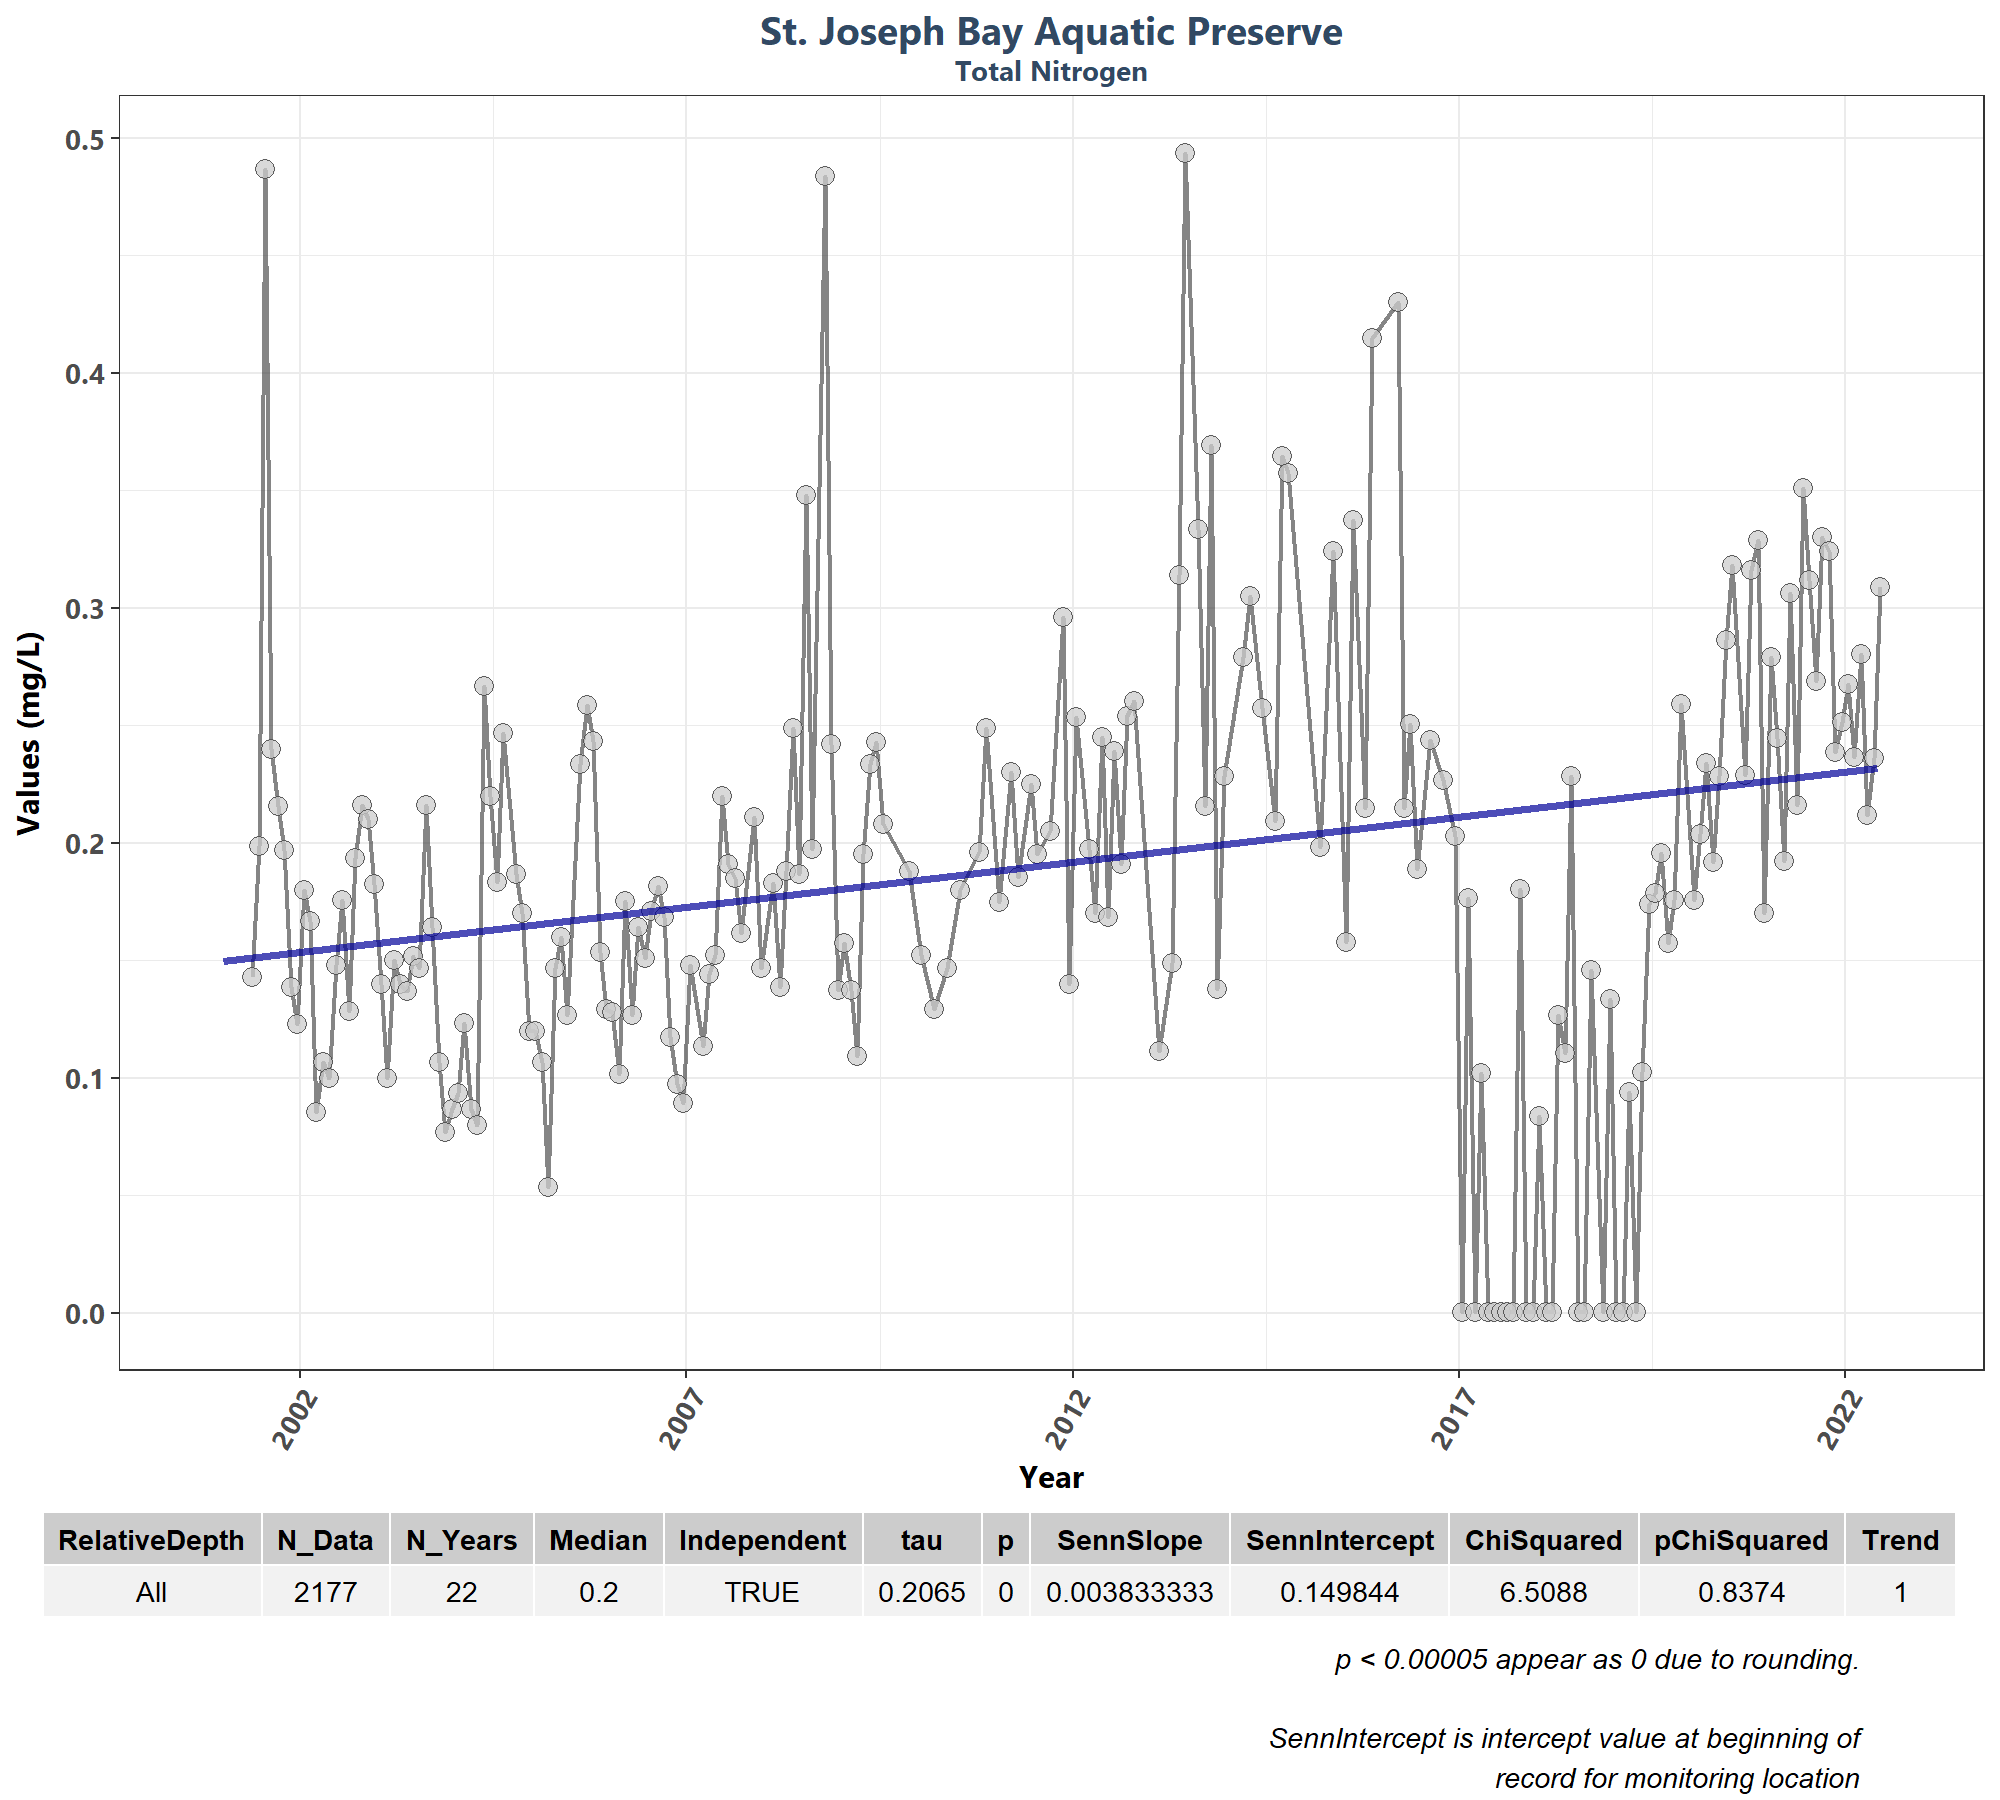 St. Joseph Bay Aquatic Preserve
Total Nitrogen
0.5
0.4
0.3
0.2
0.1
0.0
Values (mg/L)
2002 2007 2012 2017 2022
Year
RelativeDepth N_Data N_Years Median Independent tau p SennSlope SennIntercept ChiSquared pChiSquared Trend
All 2177 22 0.2 TRUE 0.2065 0 0.003833333 0.149844 6.5088 0.8374 1
p < 0.00005 appear as 0 due to rounding.
SennIntercept is intercept value at beginning of
record for monitoring location